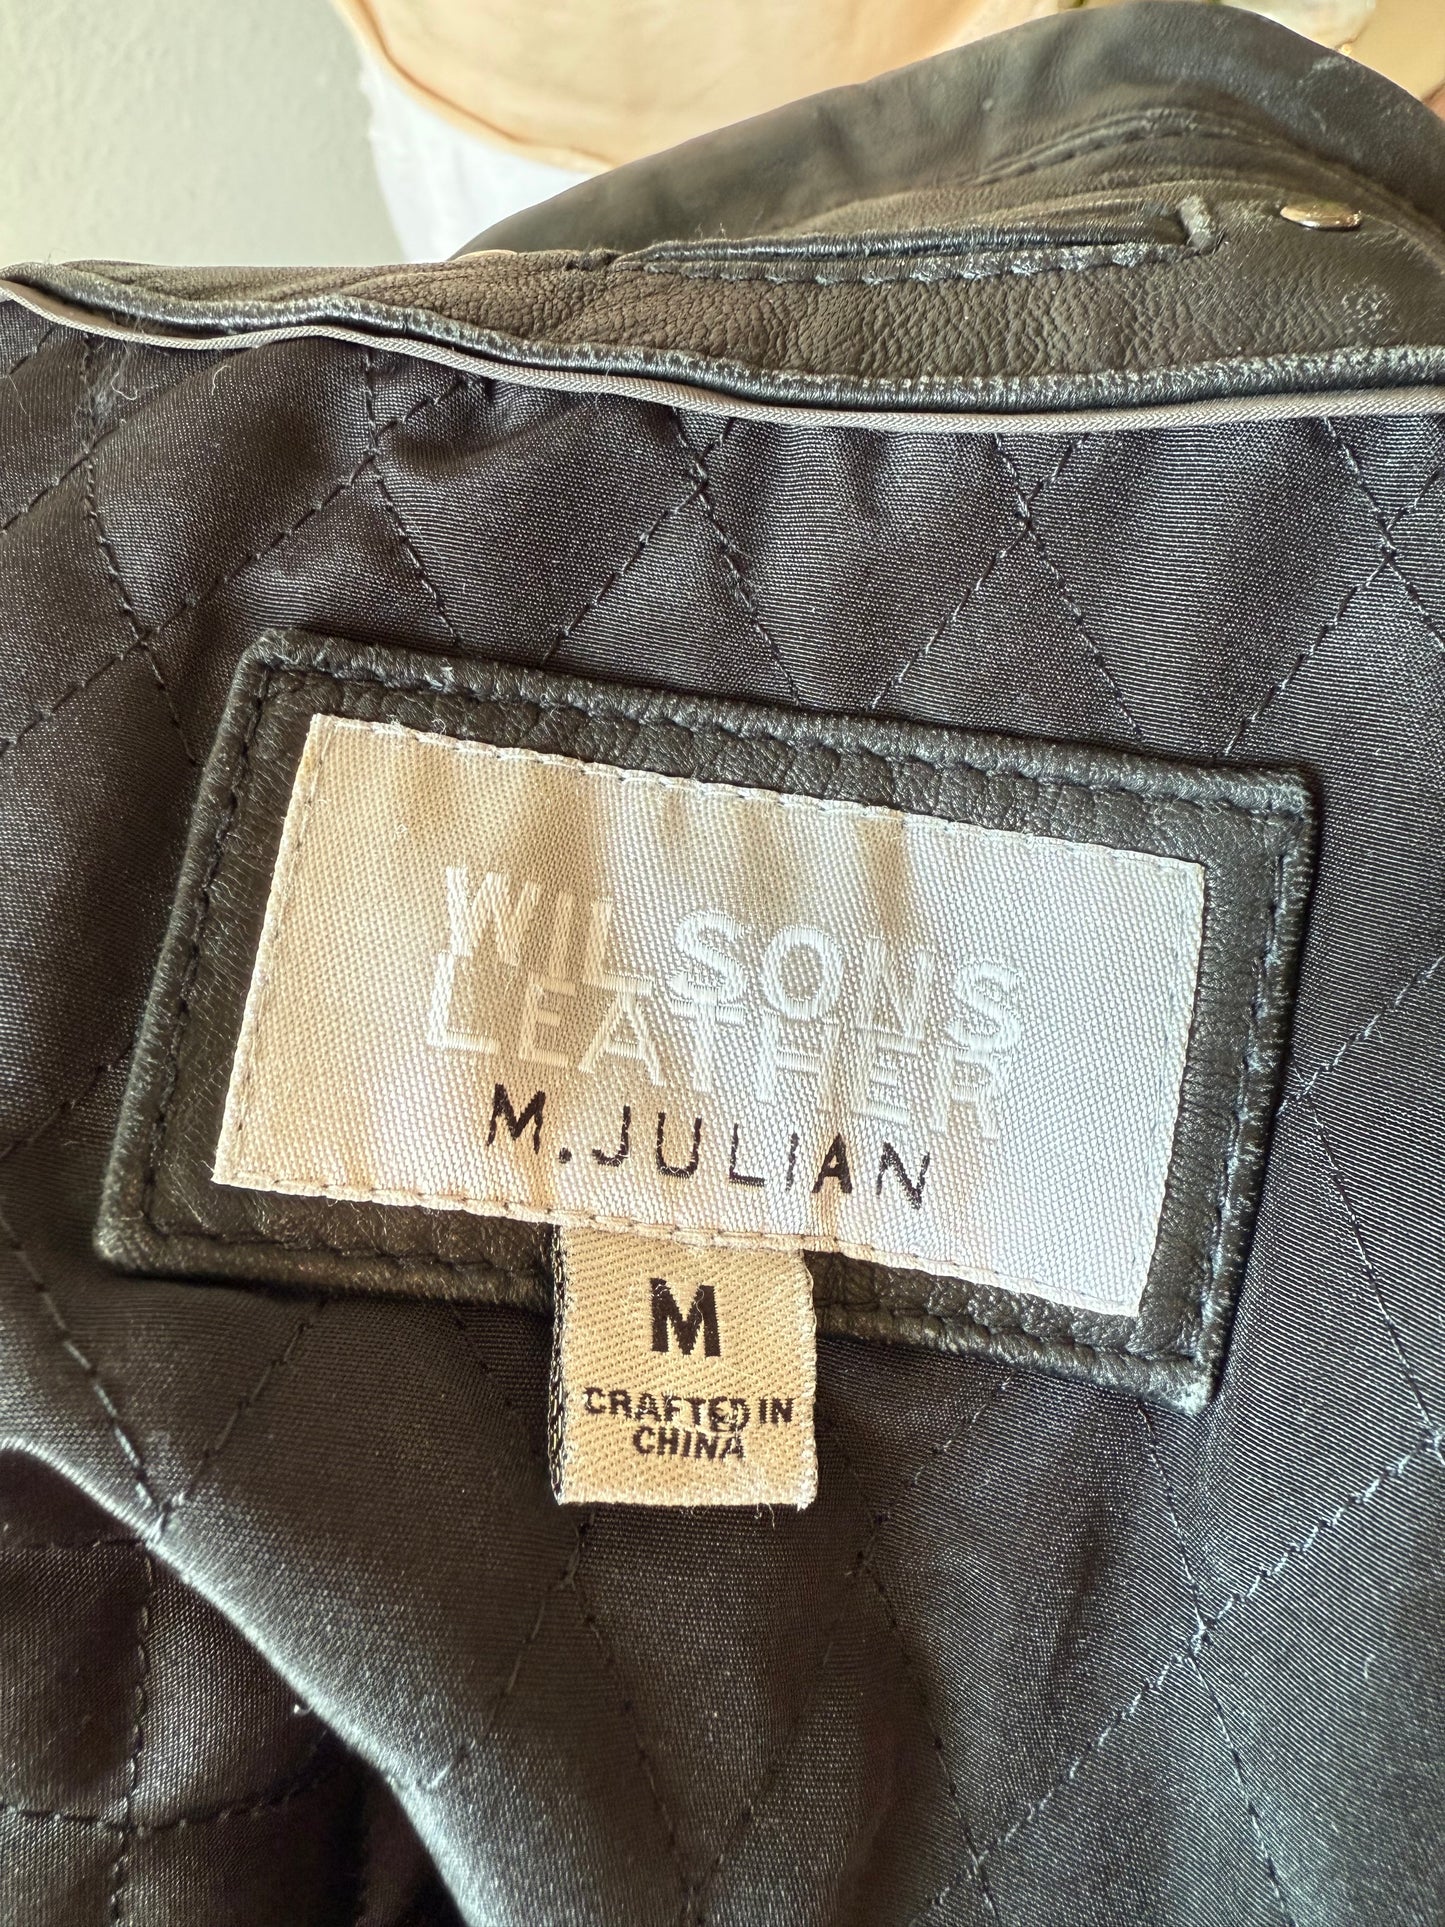 WILSONS
LEATHER
M.JULIAN
M
CRAFTED IN
CHINA